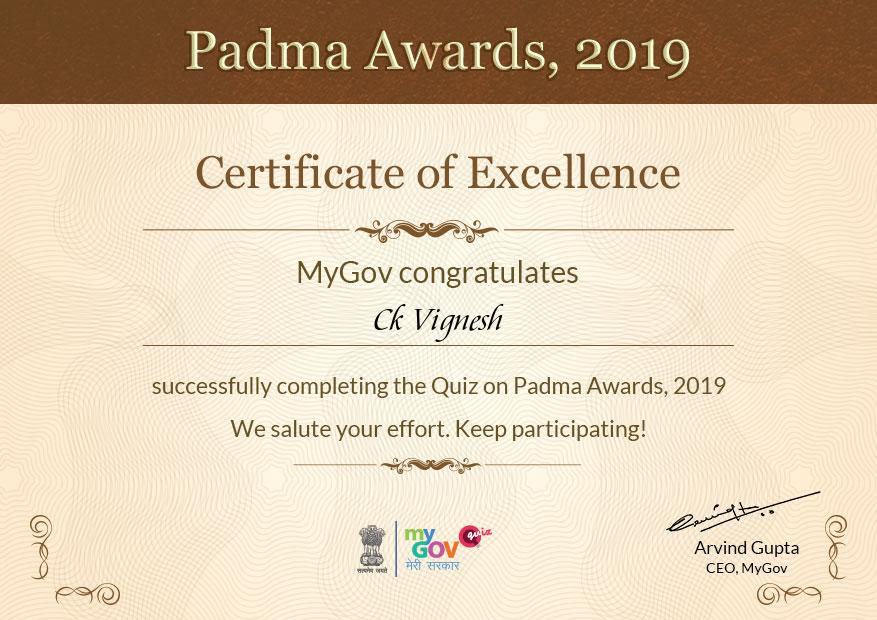 Padma Awards, 2019
Certificate of Excellence
MyGov congratulates
Ck Vignesh
successfully completing the Quiz on Padma Awards, 2019
We salute your effort. Keep participating!
सत्यमेव जयते
my
GOV
quiz
मेरी सरकार
Arvind Gupta
CEO, MyGov